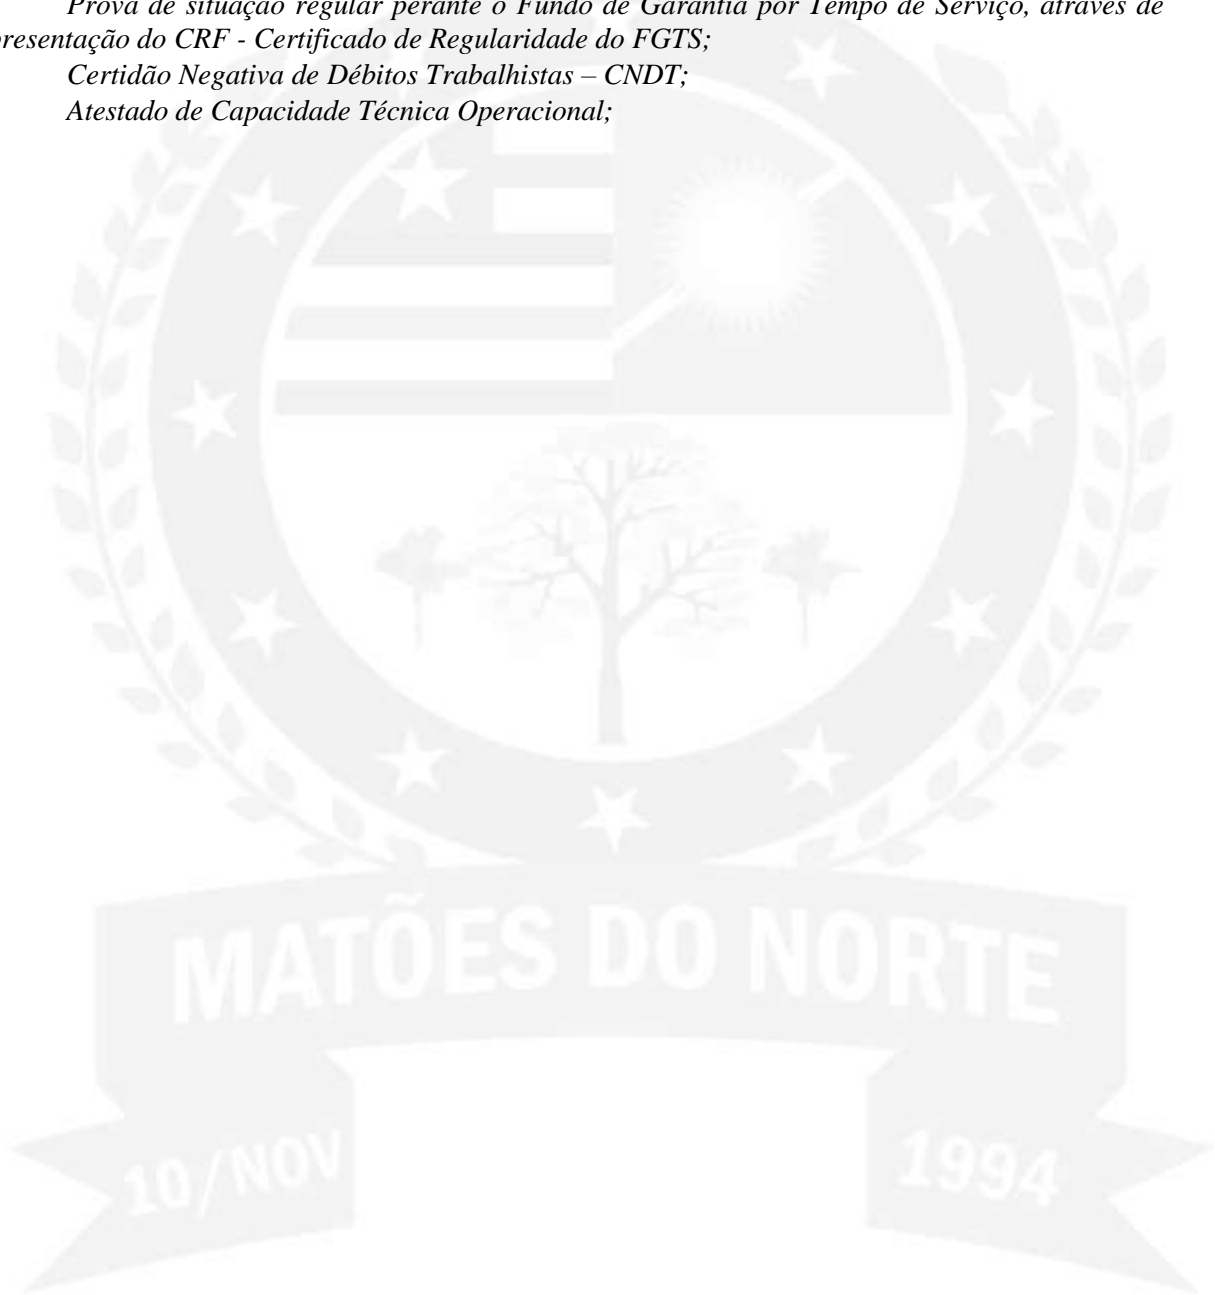 Prova de situação regular perante o Fundo de Garantia por Tempo de Serviço, através de
presentação do CRF - Certificado de Regularidade do FGTS;
Certidão Negativa de Débitos Trabalhistas – CNDT;
Atestado de Capacidade Técnica Operacional;
MATÕES DO NORTE
10/NOV
1994